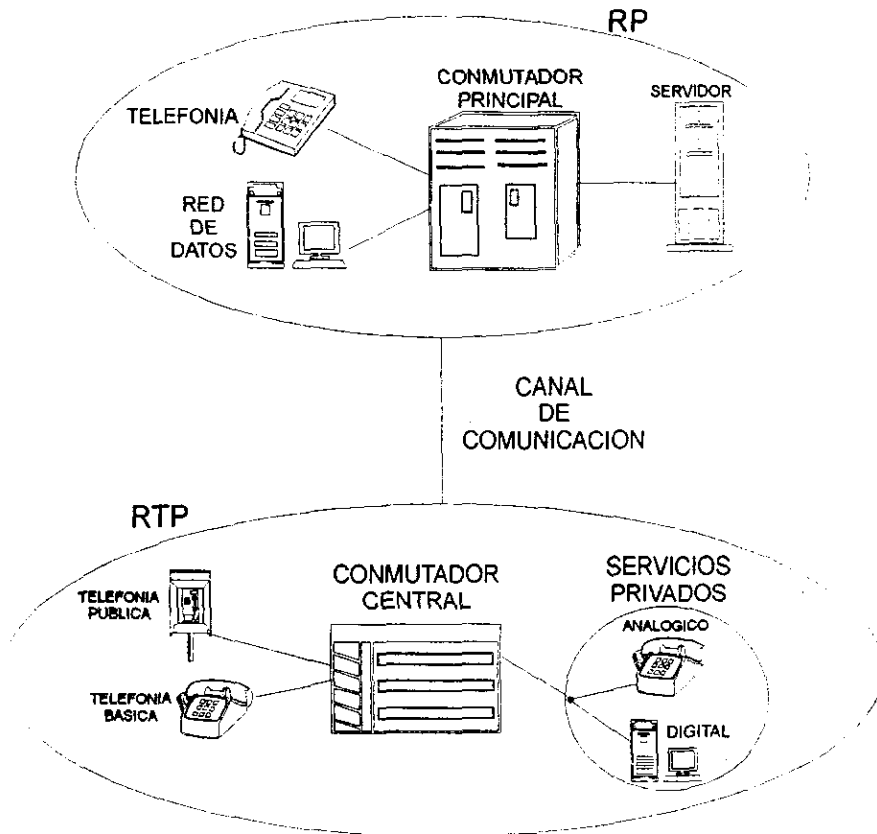 RP
CONMUTADOR
PRINCIPAL
SERVIDOR
TELEFONIA
RED
DE
DATOS
CANAL
DE
COMUNICACION
RTP
CONMUTADOR
CENTRAL
SERVICIOS
PRIVADOS
TELEFONIA
PUBLICA
ANALOGICO
TELEFONIA
BASICA
DIGITAL